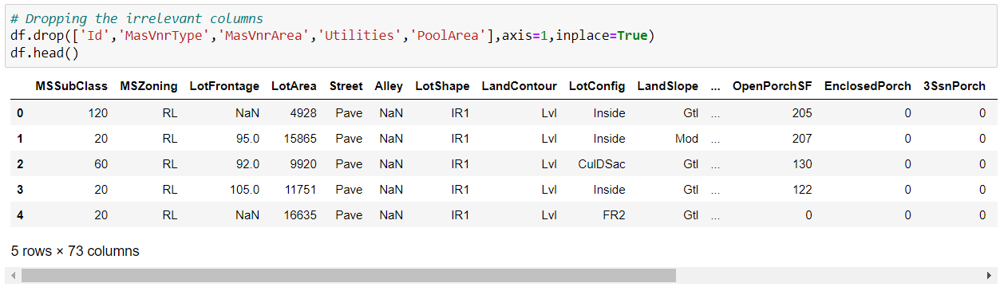 # Dropping the irrelevant columns
df.drop(['Id','MasVnrType','MasVnrArea','Utilities','PoolArea'],axis=1,inplace=True)
df.head()
MSSubClass MSZoning LotFrontage LotArea Street Alley LotShape LandContour LotConfig LandSlope ... OpenPorchSF EnclosedPorch 3SsnPorch
0 120 RL NaN 4928 Pave NaN IR1 Lvl Inside Gtl ... 205 0 0
1 20 RL 95.0 15865 Pave NaN IR1 Lvl Inside Mod ... 207 0 0
2 60 RL 92.0 9920 Pave NaN IR1 Lvl CulDSac Gtl ... 130 0 0
3 20 RL 105.0 11751 Pave NaN IR1 Lvl Inside Gtl ... 122 0 0
4 20 RL NaN 16635 Pave NaN IR1 Lvl FR2 Gtl ... 0 0 0
5 rows × 73 columns